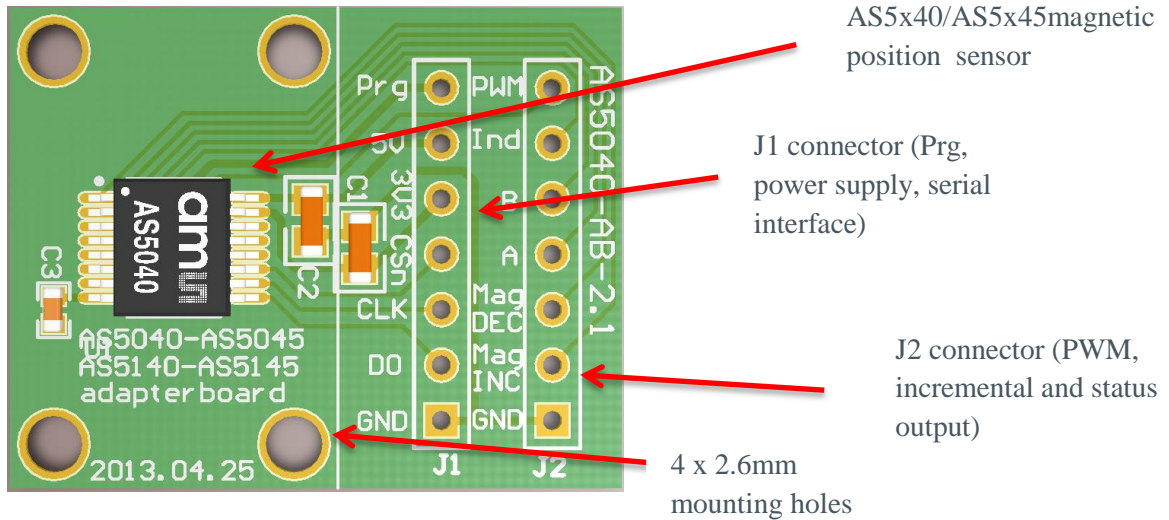 AS5x40/AS5x45magnetic
position sensor
J1 connector (Prg,
power supply, serial
interface)
J2 connector (PWM,
incremental and status
output)
4 x 2.6mm
mounting holes
Prg
5V
3V3
CSn
CLK
DO
GND
J1
PWM
Ind
B
A
Mag
DEC
Mag
INC
GND
J2
AS5040-AB-2.1
C1
C2
C3
amu
AS5040
U1
AS5040-AS5045
AS5140-AS5145
adapterboard
2013.04.25